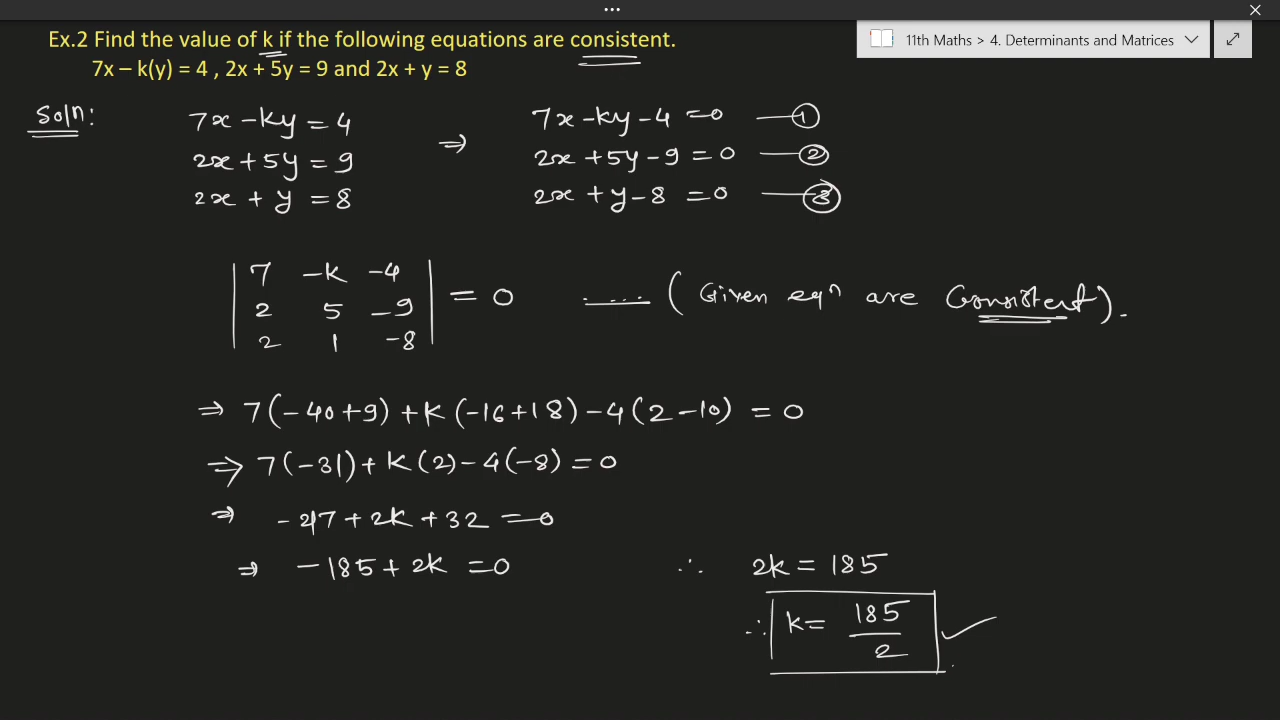 Ex.2 Find the value of k if the following equations are consistent.
7x – k(y) = 4 , 2x + 5y = 9 and 2x + y = 8
11th Maths > 4. Determinants and Matrices
Soln:
7x - ky = 4 ⇒ 7x - ky - 4 = 0 —①
2x + 5y = 9 2x + 5y - 9 = 0 —②
2x + y = 8 2x + y - 8 = 0 —③
| 7 -k -4 |
| 2 5 -9 | = 0 ..... (Given eqn are Consistent).
| 2 1 -8 |
⇒ 7(-40+9) + k(-16+18) - 4(2-10) = 0
⇒ 7(-31) + k(2) - 4(-8) = 0
⇒ -217 + 2k + 32 = 0
⇒ -185 + 2k = 0 ∴ 2k = 185
∴ k = 185/2 ✓